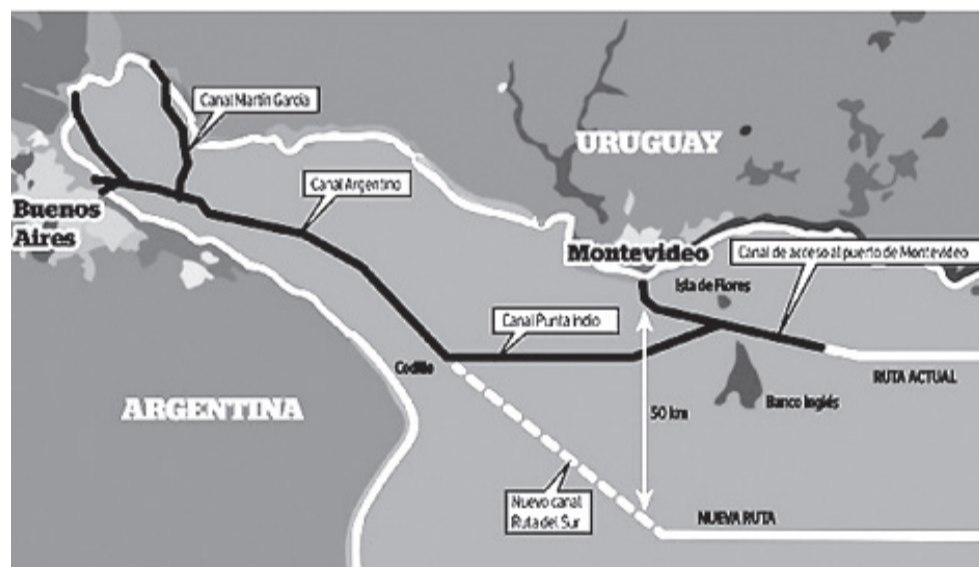 Canal Martín García
URUGUAY
Canal Argentino
Buenos
Aires
Montevideo
Canal de acceso al puerto de Montevideo
Isla de Flores
Canal Punta Indio
Codillo
RUTA ACTUAL
ARGENTINA
Banco Inglés
50 km
Nuevo canal
Ruta del Sur
NUEVA RUTA